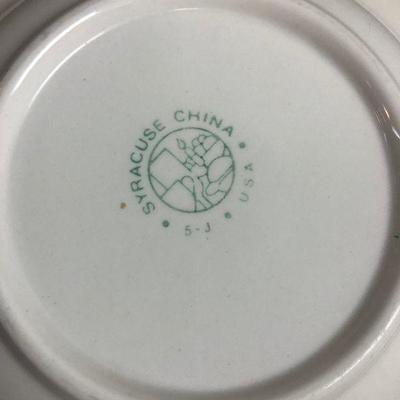 SYRACUSE CHINA • USA •
5-J •